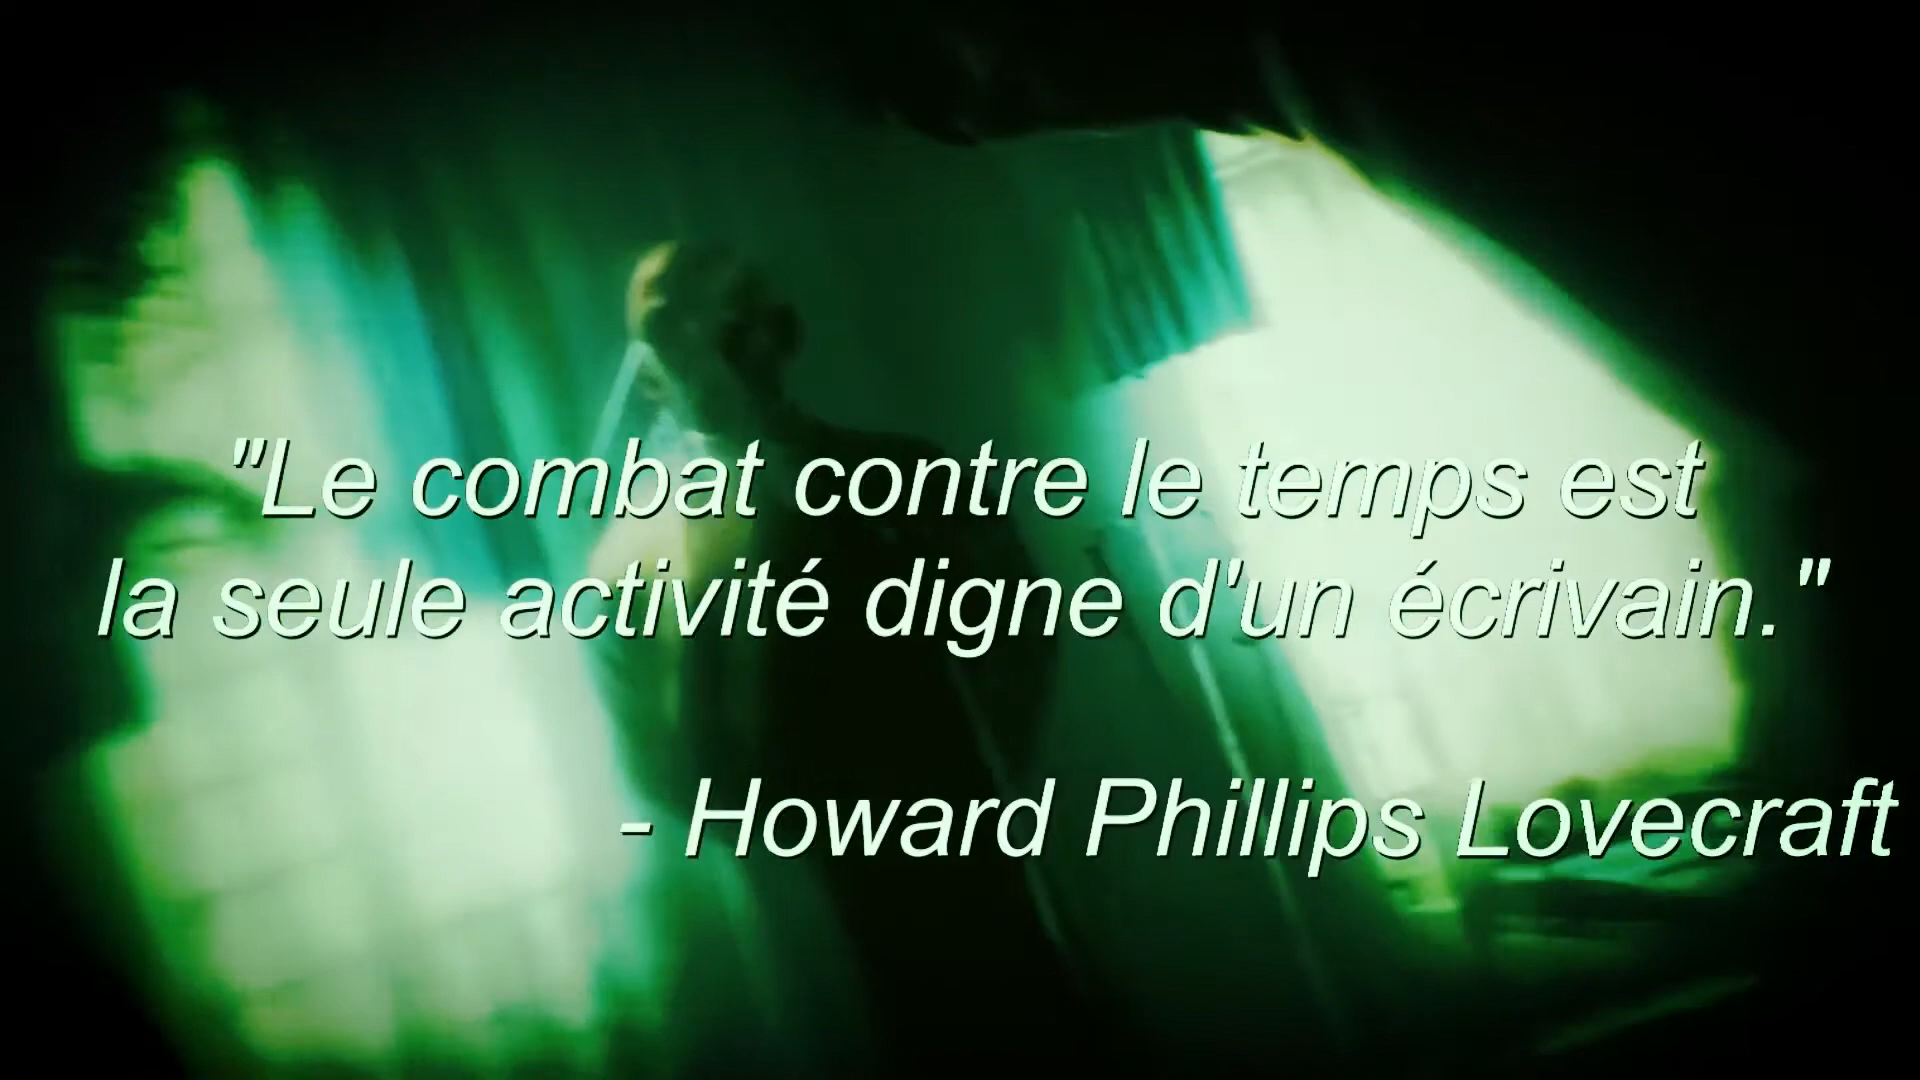 "Le combat contre le temps est
la seule activité digne d'un écrivain."
- Howard Phillips Lovecraft